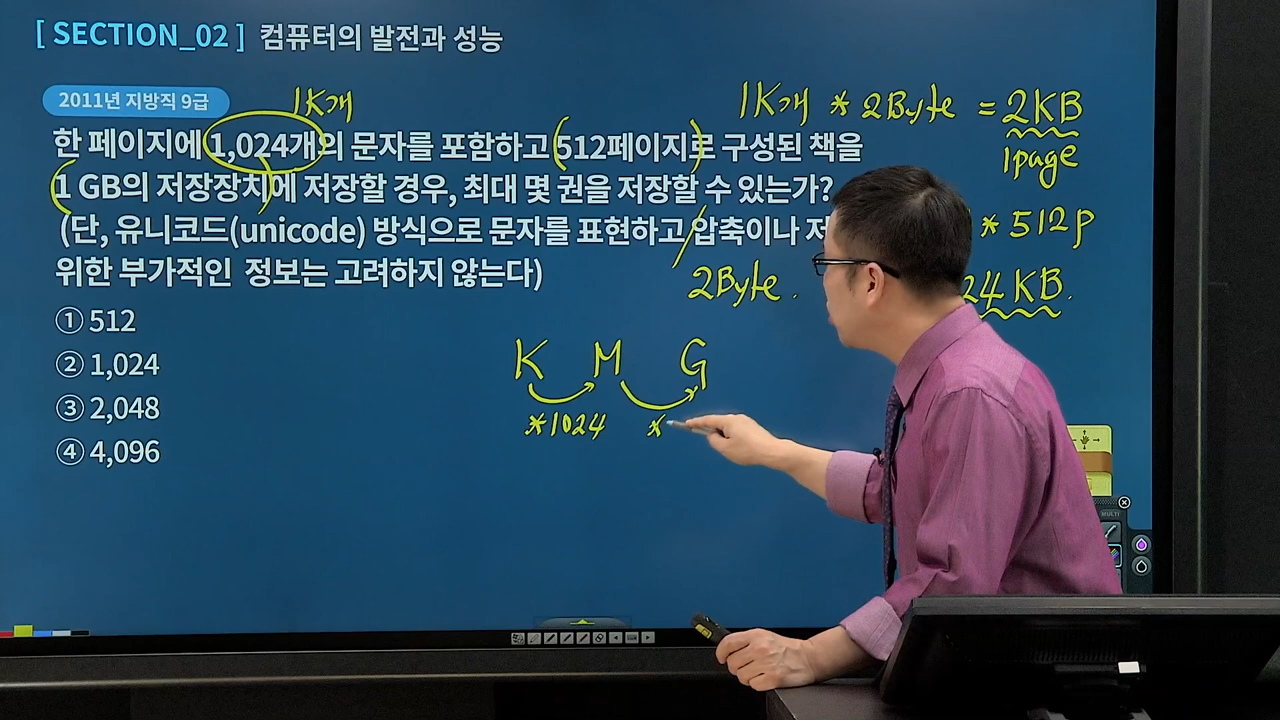 [ SECTION_02 ] 컴퓨터의 발전과 성능
2011년 지방직 9급
1K개
1K개 * 2Byte = 2KB
1page
한 페이지에 1,024개의 문자를 포함하고 512페이지로 구성된 책을
1 GB의 저장장치에 저장할 경우, 최대 몇 권을 저장할 수 있는가?
(단, 유니코드(unicode) 방식으로 문자를 표현하고 압축이나 저
* 512p
위한 부가적인 정보는 고려하지 않는다)
2Byte.
24 KB.
① 512
② 1,024
③ 2,048
④ 4,096
K M G
*1024 *
MULTI